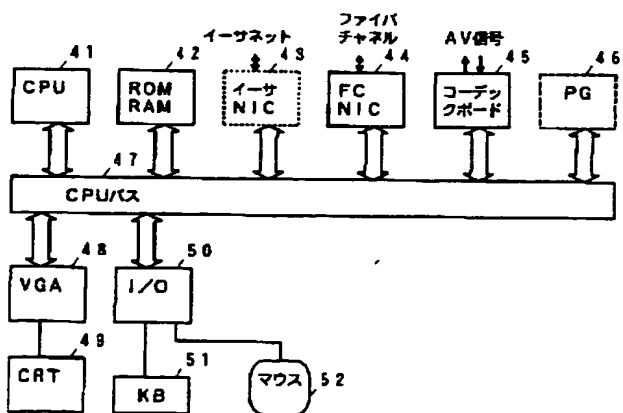 イーサネット
ファイバ
チャネル
AV信号
41
42
43
44
45
46
CPU
ROM
RAM
イーサ
NIC
FC
NIC
コーデッ
クボード
PG
47
CPUバス
48
50
VGA
I/O
49
51
CRT
KB
マウス
52